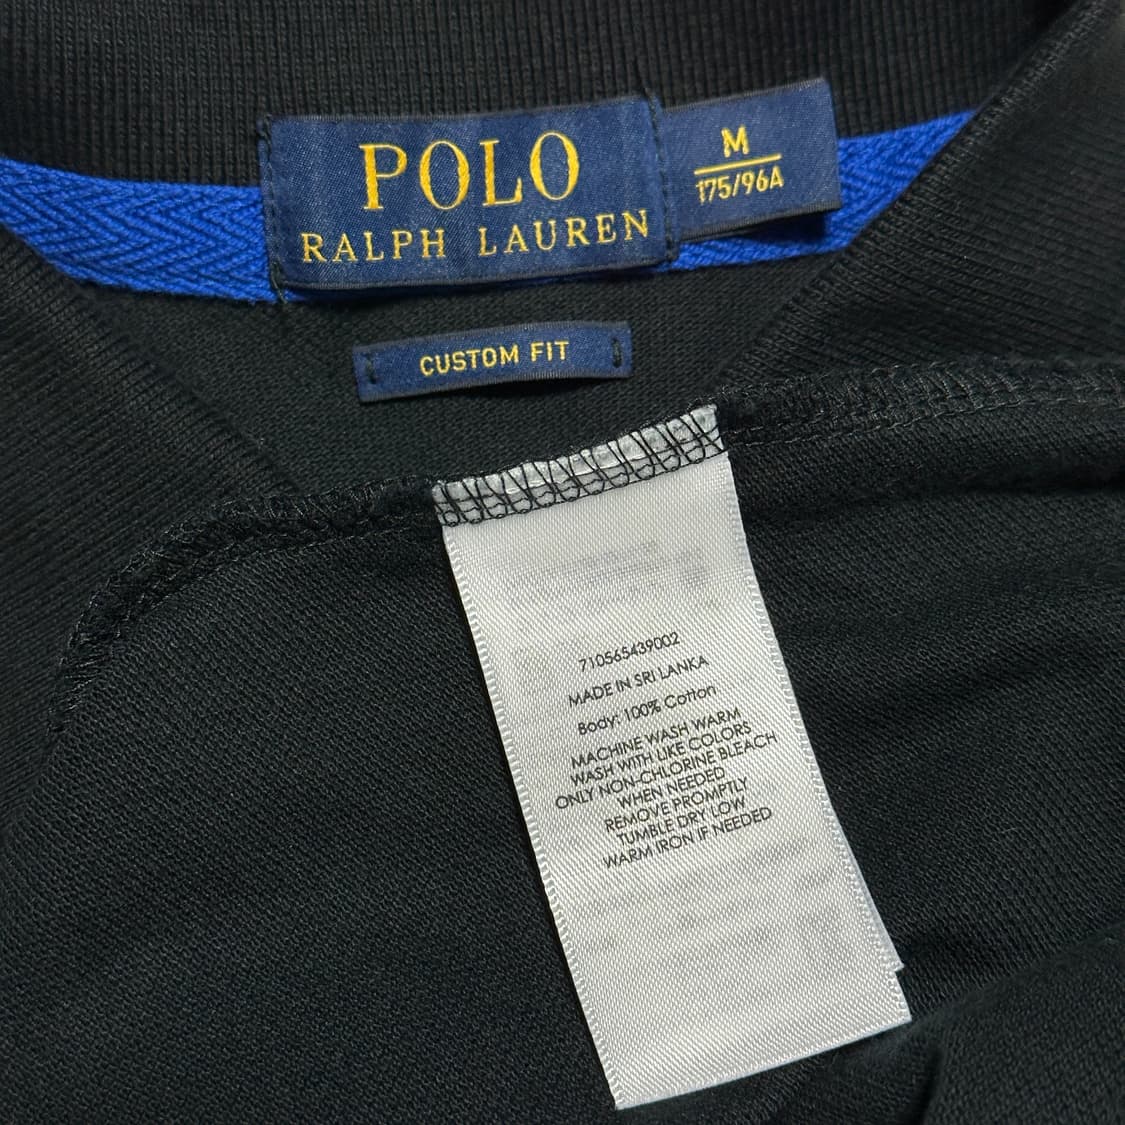 POLO
RALPH LAUREN
M
175/96A
CUSTOM FIT
710565439002
MADE IN SRI LANKA
Body: 100% Cotton
MACHINE WASH WARM
WASH WITH LIKE COLORS
ONLY NON-CHLORINE BLEACH
WHEN NEEDED
REMOVE PROMPTLY
TUMBLE DRY LOW
WARM IRON IF NEEDED